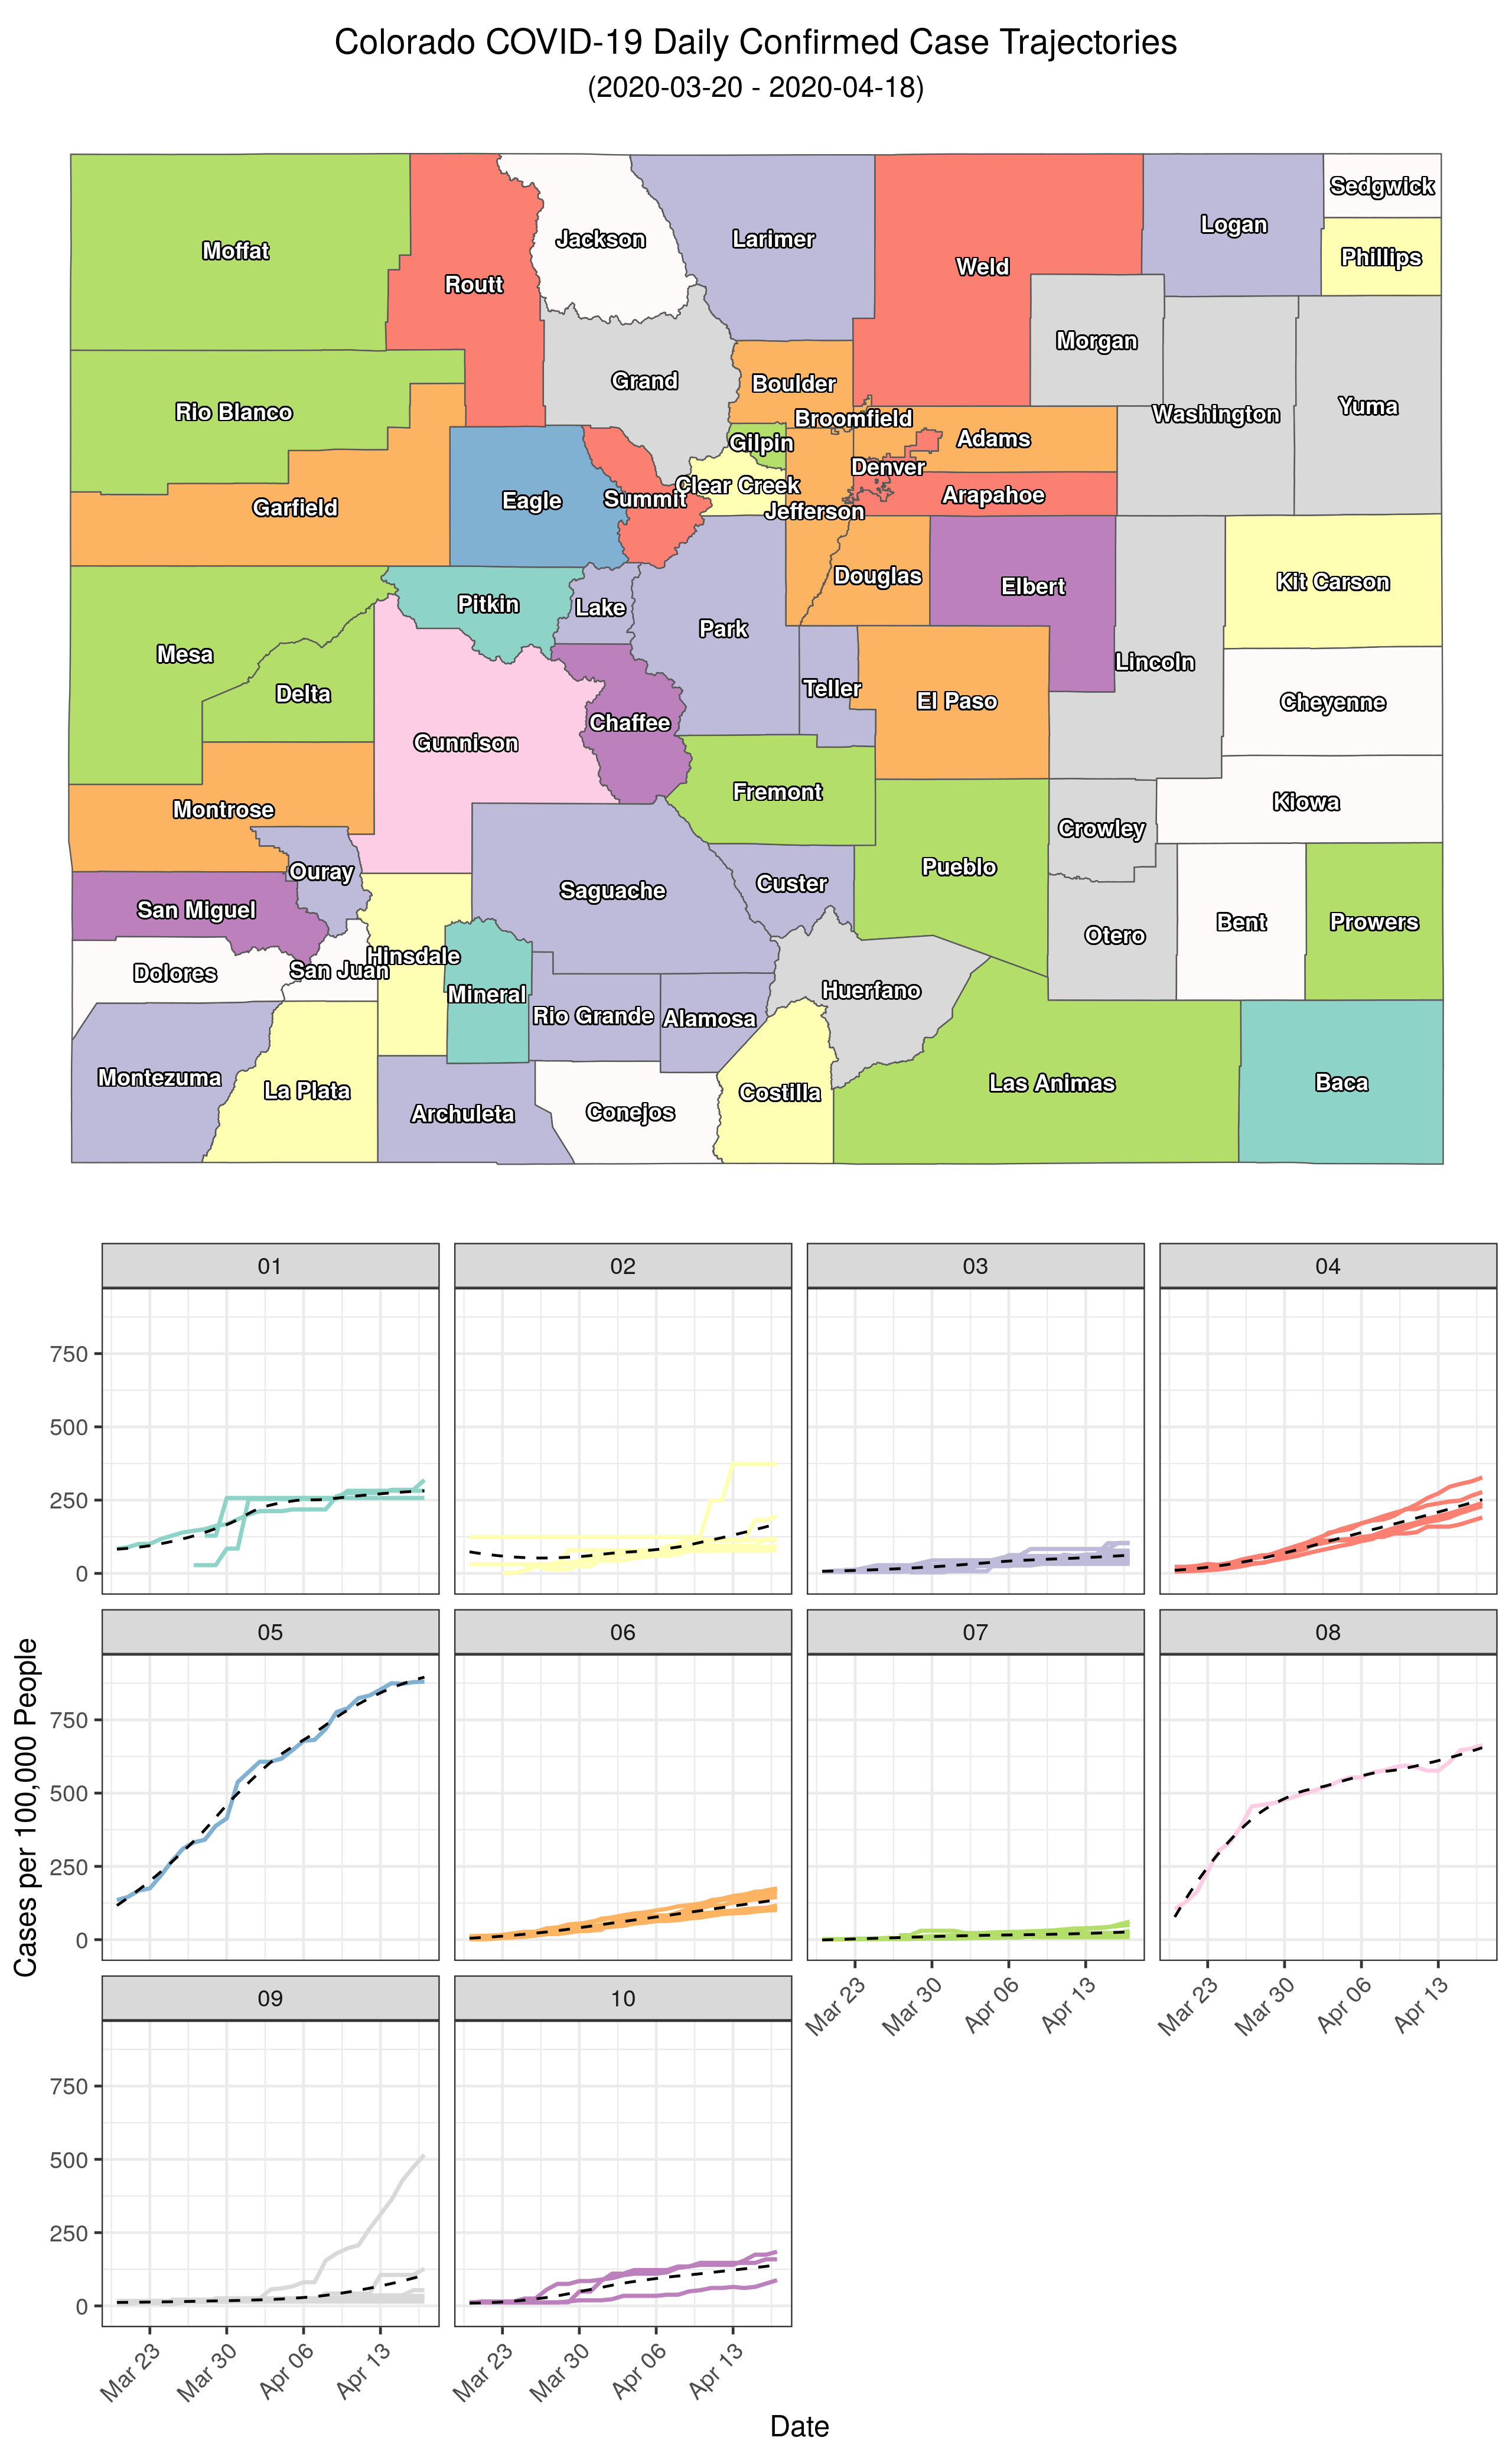 Colorado COVID-19 Daily Confirmed Case Trajectories
(2020-03-20 - 2020-04-18)
Sedgwick
Logan
Jackson
Larimer
Moffat
Phillips
Weld
Routt
Morgan
Grand
Boulder
Yuma
Rio Blanco
Washington
Broomfield
Adams
Gilpin
Denver
Clear Creek
Arapahoe
Summit
Eagle
Garfield
Jefferson
Douglas
Kit Carson
Elbert
Pitkin
Lake
Park
Mesa
Lincoln
Teller
Delta
El Paso
Cheyenne
Chaffee
Gunnison
Fremont
Kiowa
Montrose
Crowley
Pueblo
Ouray
Custer
Saguache
San Miguel
Bent
Prowers
Otero
Hinsdale
San Juan
Dolores
Huerfano
Mineral
Rio Grande
Alamosa
Montezuma
Las Animas
Baca
La Plata
Costilla
Conejos
Archuleta
01
02
03
04
750
500
250
0
05
06
07
08
750
500
250
0
Mar 23
Mar 30
Apr 06
Apr 13
Mar 23
Mar 30
Apr 06
Apr 13
09
10
750
500
250
0
Mar 23
Mar 30
Apr 06
Apr 13
Mar 23
Mar 30
Apr 06
Apr 13
Cases per 100,000 People
Date